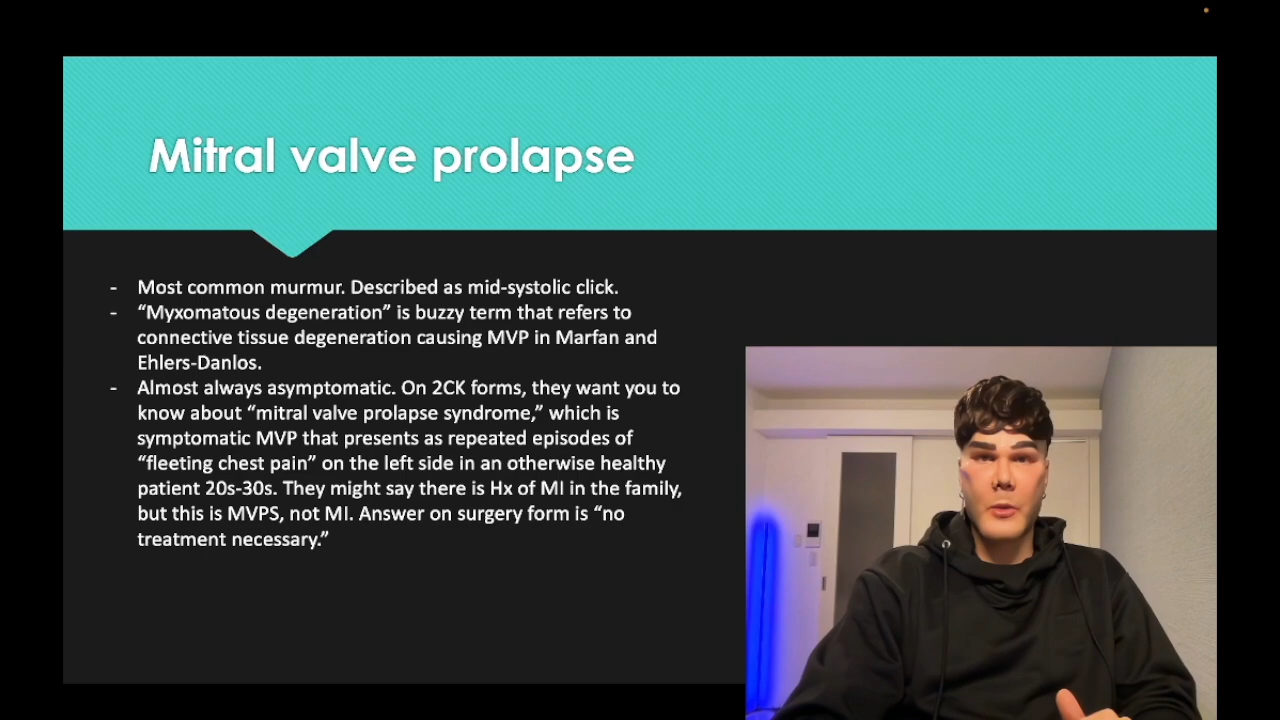 Mitral valve prolapse
- Most common murmur. Described as mid-systolic click.
- “Myxomatous degeneration” is buzzy term that refers to
connective tissue degeneration causing MVP in Marfan and
Ehlers-Danlos.
- Almost always asymptomatic. On 2CK forms, they want you to
know about “mitral valve prolapse syndrome,” which is
symptomatic MVP that presents as repeated episodes of
“fleeting chest pain” on the left side in an otherwise healthy
patient 20s-30s. They might say there is Hx of MI in the family,
but this is MVPS, not MI. Answer on surgery form is “no
treatment necessary.”